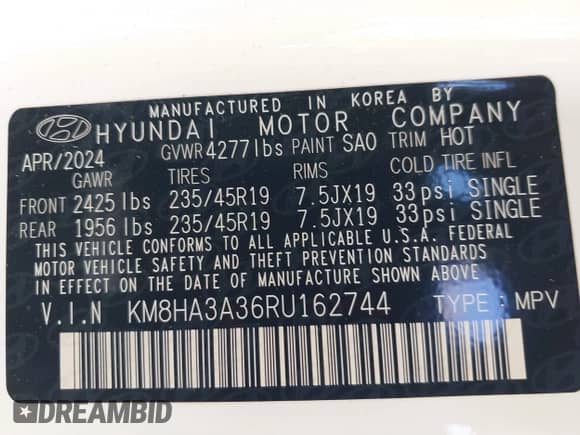 MANUFACTURED IN KOREA BY
HYUNDAI MOTOR COMPANY
APR/2024 GVWR 4277lbs PAINT SAO TRIM HOT
GAWR TIRES RIMS COLD TIRE INFL
FRONT 2425lbs 235/45R19 7.5JX19 33psi SINGLE
REAR 1956lbs 235/45R19 7.5JX19 33psi SINGLE
THIS VEHICLE CONFORMS TO ALL APPLICABLE U.S.A. FEDERAL
MOTOR VEHICLE SAFETY AND THEFT PREVENTION STANDARDS
IN EFFECT ON THE DATE OF MANUFACTURE SHOWN ABOVE.
V.I.N KM8HA3A36RU162744 TYPE : MPV
DREAMBID